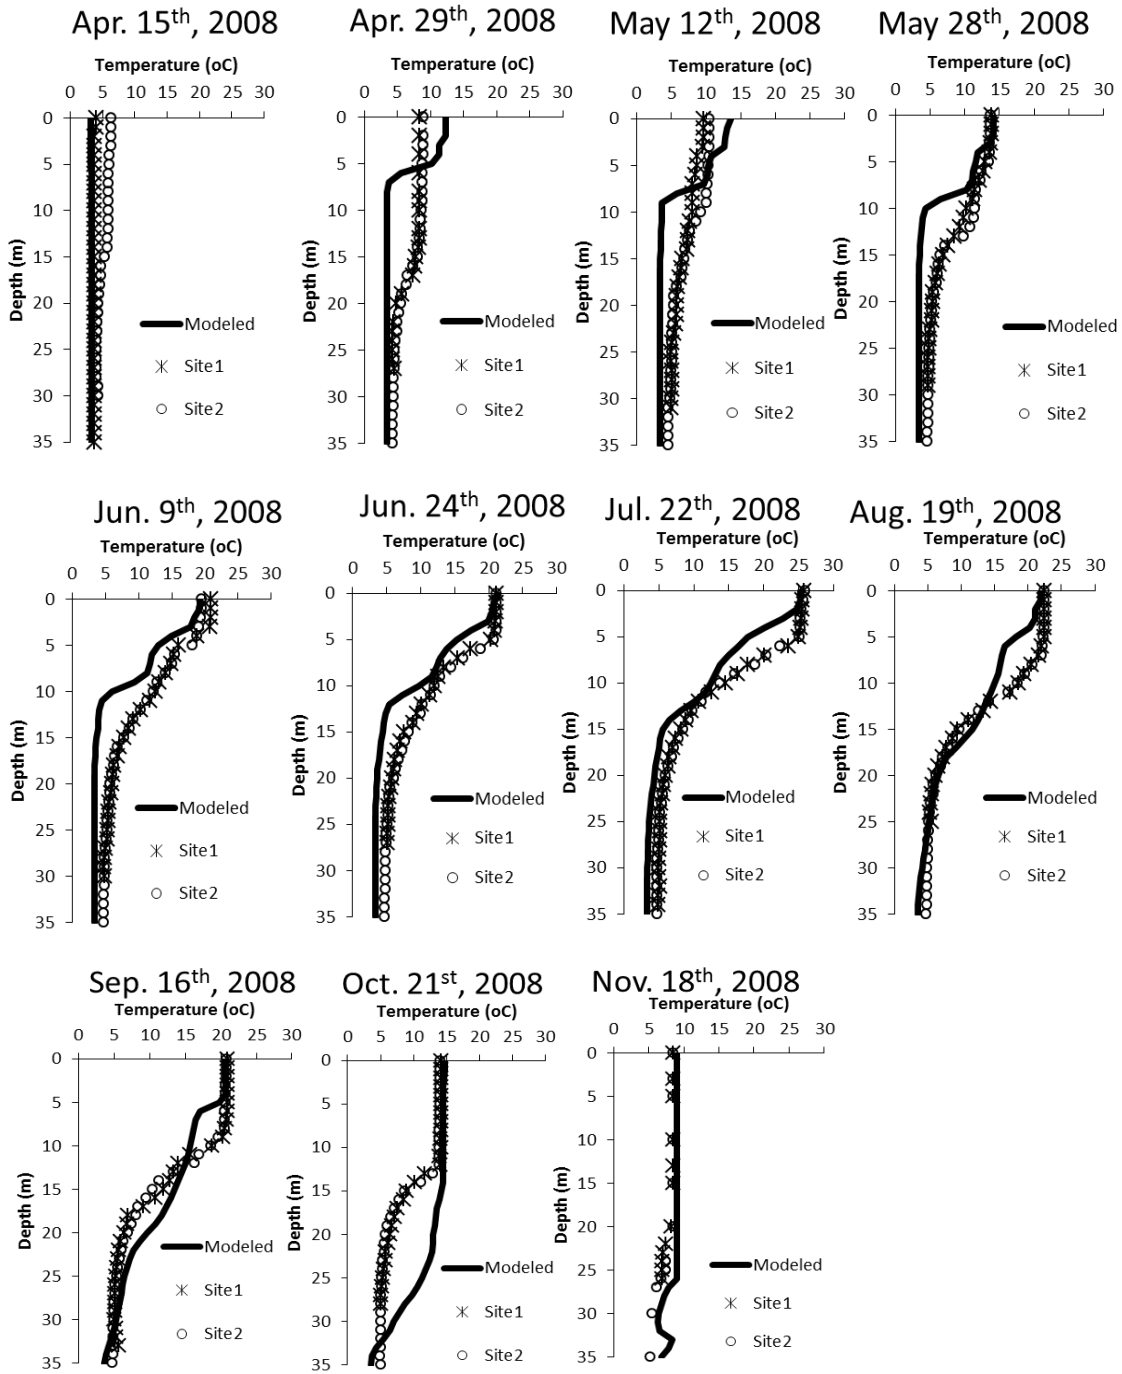 Apr. 15th, 2008
Temperature (oC)
0 5 10 15 20 25 30
0
5
10
15
20
25
30
35
Depth (m)
Modeled
Site1
Site2
Apr. 29th, 2008
Temperature (oC)
0 5 10 15 20 25 30
0
5
10
15
20
25
30
35
Depth (m)
Modeled
Site1
Site2
May 12th, 2008
Temperature (oC)
0 5 10 15 20 25 30
0
5
10
15
20
25
30
35
Depth (m)
Modeled
Site1
Site2
May 28th, 2008
Temperature (oC)
0 5 10 15 20 25 30
0
5
10
15
20
25
30
35
Depth (m)
Modeled
Site1
Site2
Jun. 9th, 2008
Temperature (oC)
0 5 10 15 20 25 30
0
5
10
15
20
25
30
35
Depth (m)
Modeled
Site1
Site2
Jun. 24th, 2008
Temperature (oC)
0 5 10 15 20 25 30
0
5
10
15
20
25
30
35
Depth (m)
Modeled
Site1
Site2
Jul. 22th, 2008
Temperature (oC)
0 5 10 15 20 25 30
0
5
10
15
20
25
30
35
Depth (m)
Modeled
Site1
Site2
Aug. 19th, 2008
Temperature (oC)
0 5 10 15 20 25 30
0
5
10
15
20
25
30
35
Depth (m)
Modeled
Site1
Site2
Sep. 16th, 2008
Temperature (oC)
0 5 10 15 20 25 30
0
5
10
15
20
25
30
35
Depth (m)
Modeled
Site1
Site2
Oct. 21st, 2008
Temperature (oC)
0 5 10 15 20 25 30
0
5
10
15
20
25
30
35
Depth (m)
Modeled
Site1
Site2
Nov. 18th, 2008
Temperature (oC)
0 5 10 15 20 25 30
0
5
10
15
20
25
30
35
Depth (m)
Modeled
Site1
Site2